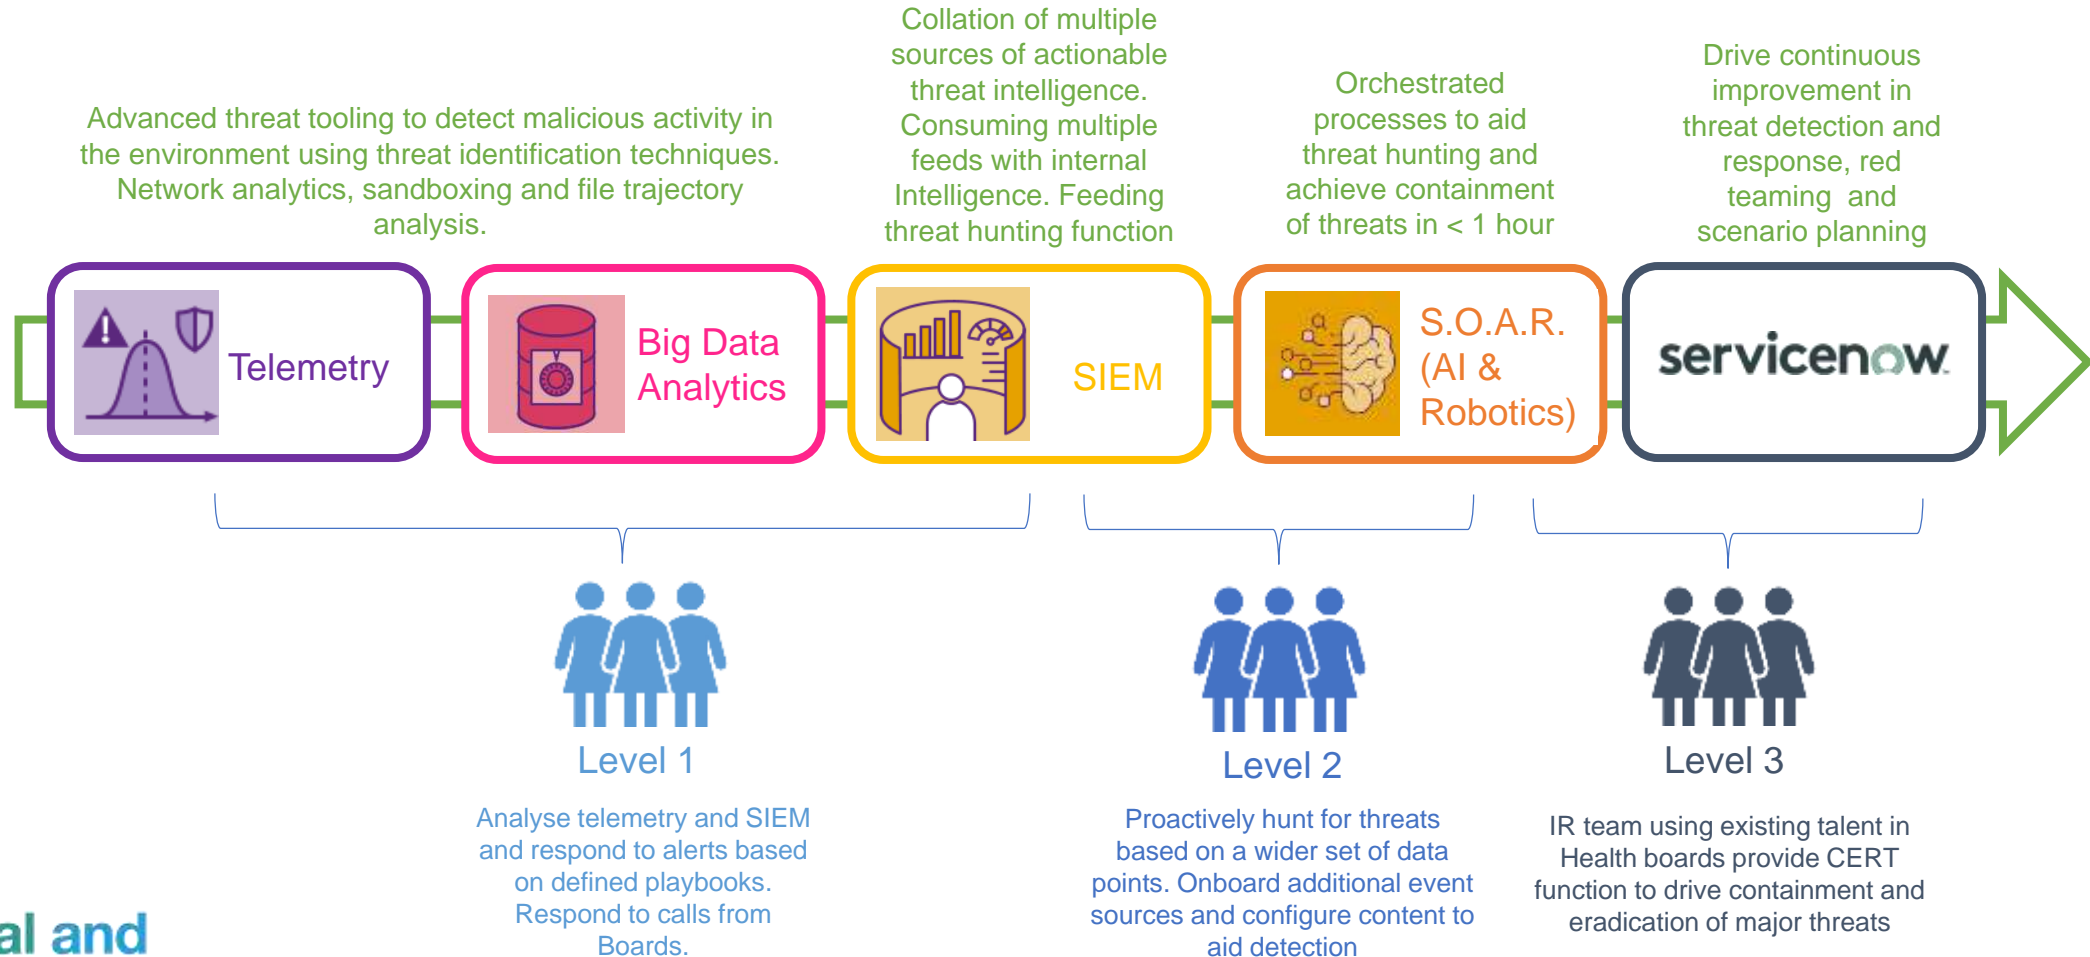 Advanced threat tooling to detect malicious activity in
the environment using threat identification techniques.
Network analytics, sandboxing and file trajectory
analysis.
Collation of multiple
sources of actionable
threat intelligence.
Consuming multiple
feeds with internal
Intelligence. Feeding
threat hunting function
Orchestrated
processes to aid
threat hunting and
achieve containment
of threats in < 1 hour
Drive continuous
improvement in
threat detection and
response, red
teaming and
scenario planning
Telemetry
Big Data
Analytics
SIEM
S.O.A.R.
(AI &
Robotics)
servicenow
Level 1
Analyse telemetry and SIEM
and respond to alerts based
on defined playbooks.
Respond to calls from
Boards.
Level 2
Proactively hunt for threats
based on a wider set of data
points. Onboard additional event
sources and configure content to
aid detection
Level 3
IR team using existing talent in
Health boards provide CERT
function to drive containment and
eradication of major threats
al and